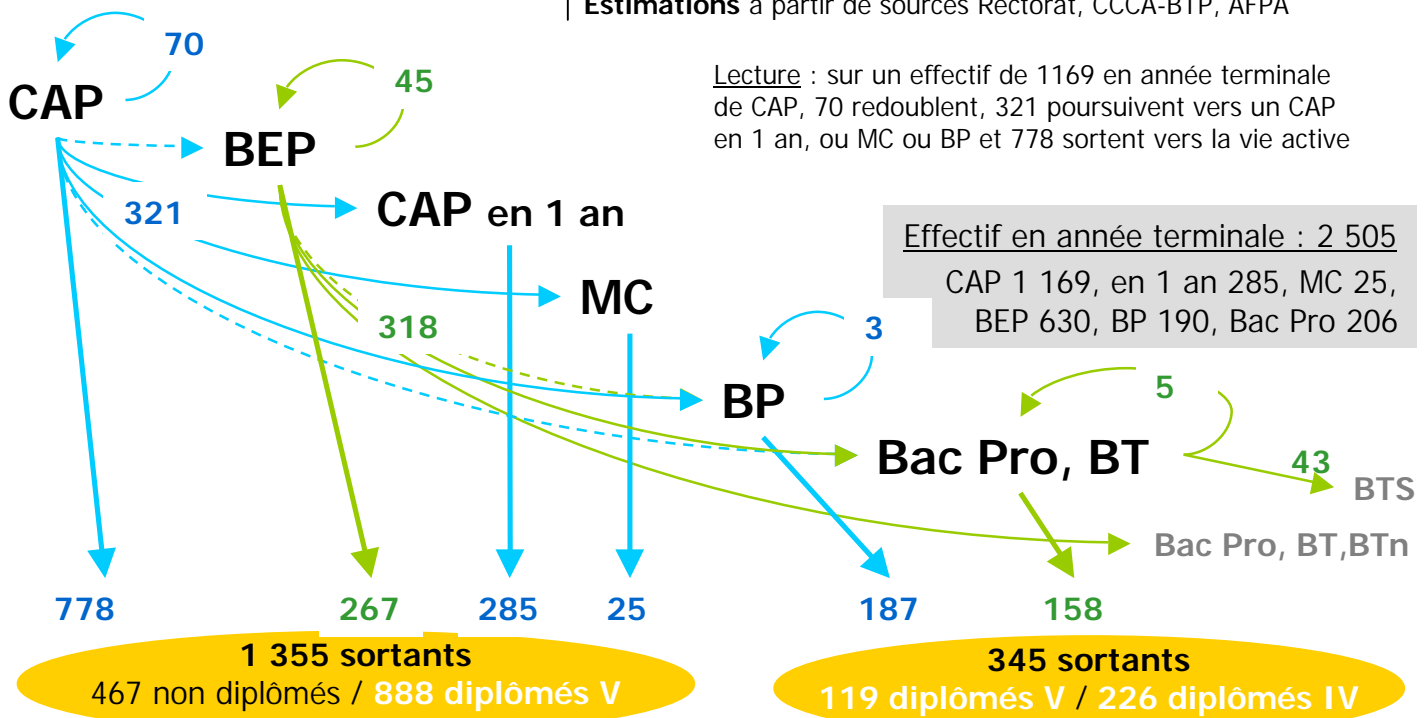 | Estimations à partir de sources Rectorat, CCCA-BTP, AFPA
70
CAP
45
Lecture : sur un effectif de 1169 en année terminale
de CAP, 70 redoublent, 321 poursuivent vers un CAP
en 1 an, ou MC ou BP et 778 sortent vers la vie active
BEP
321
CAP en 1 an
Effectif en année terminale : 2 505
CAP 1 169, en 1 an 285, MC 25,
BEP 630, BP 190, Bac Pro 206
MC
318
3
BP
5
Bac Pro, BT
43
BTS
Bac Pro, BT,BTn
778
267
285
25
187
158
1 355 sortants
467 non diplômés / 888 diplômés V
345 sortants
119 diplômés V / 226 diplômés IV